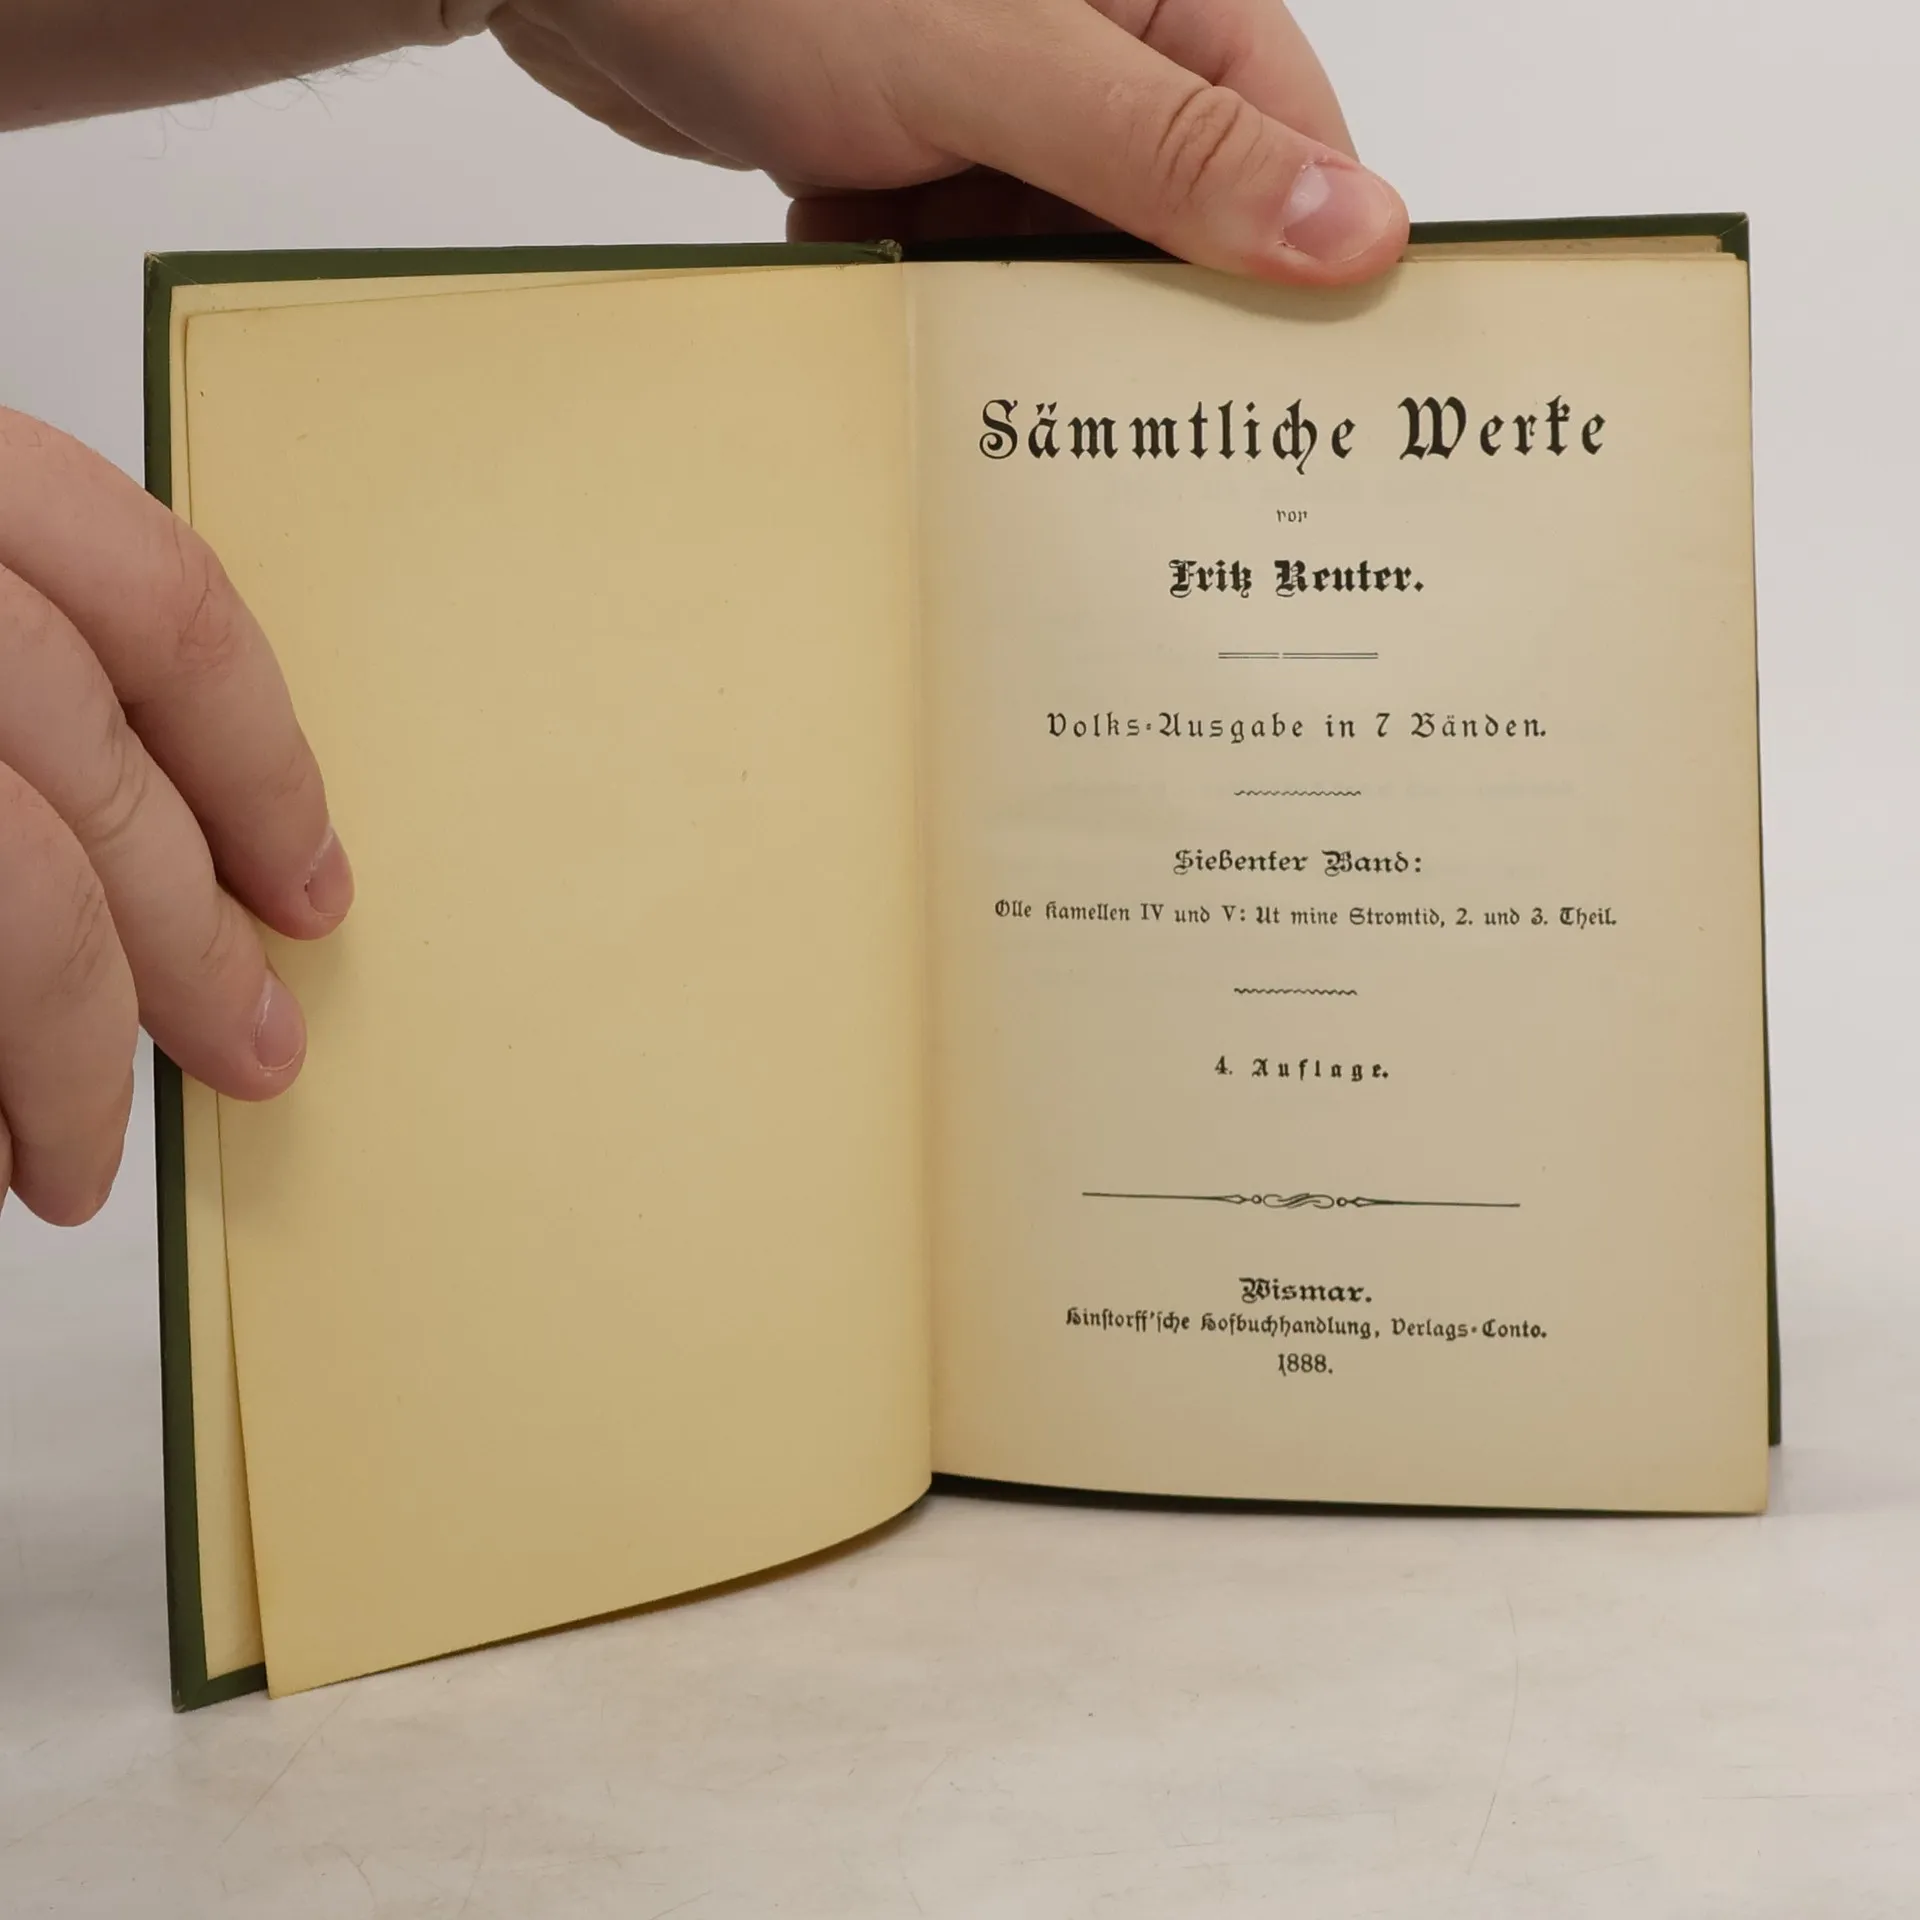 Sämmtliche Werke
von
Fritz Reuter.
Volks-Ausgabe in 7 Bänden.
Siebenter Band:
Olle Kamellen IV und V: Ut mine Stromtid, 2. und 3. Theil.
4. Auflage.
Wismar.
Hinstorff'sche Hofbuchhandlung, Verlags-Conto.
1888.